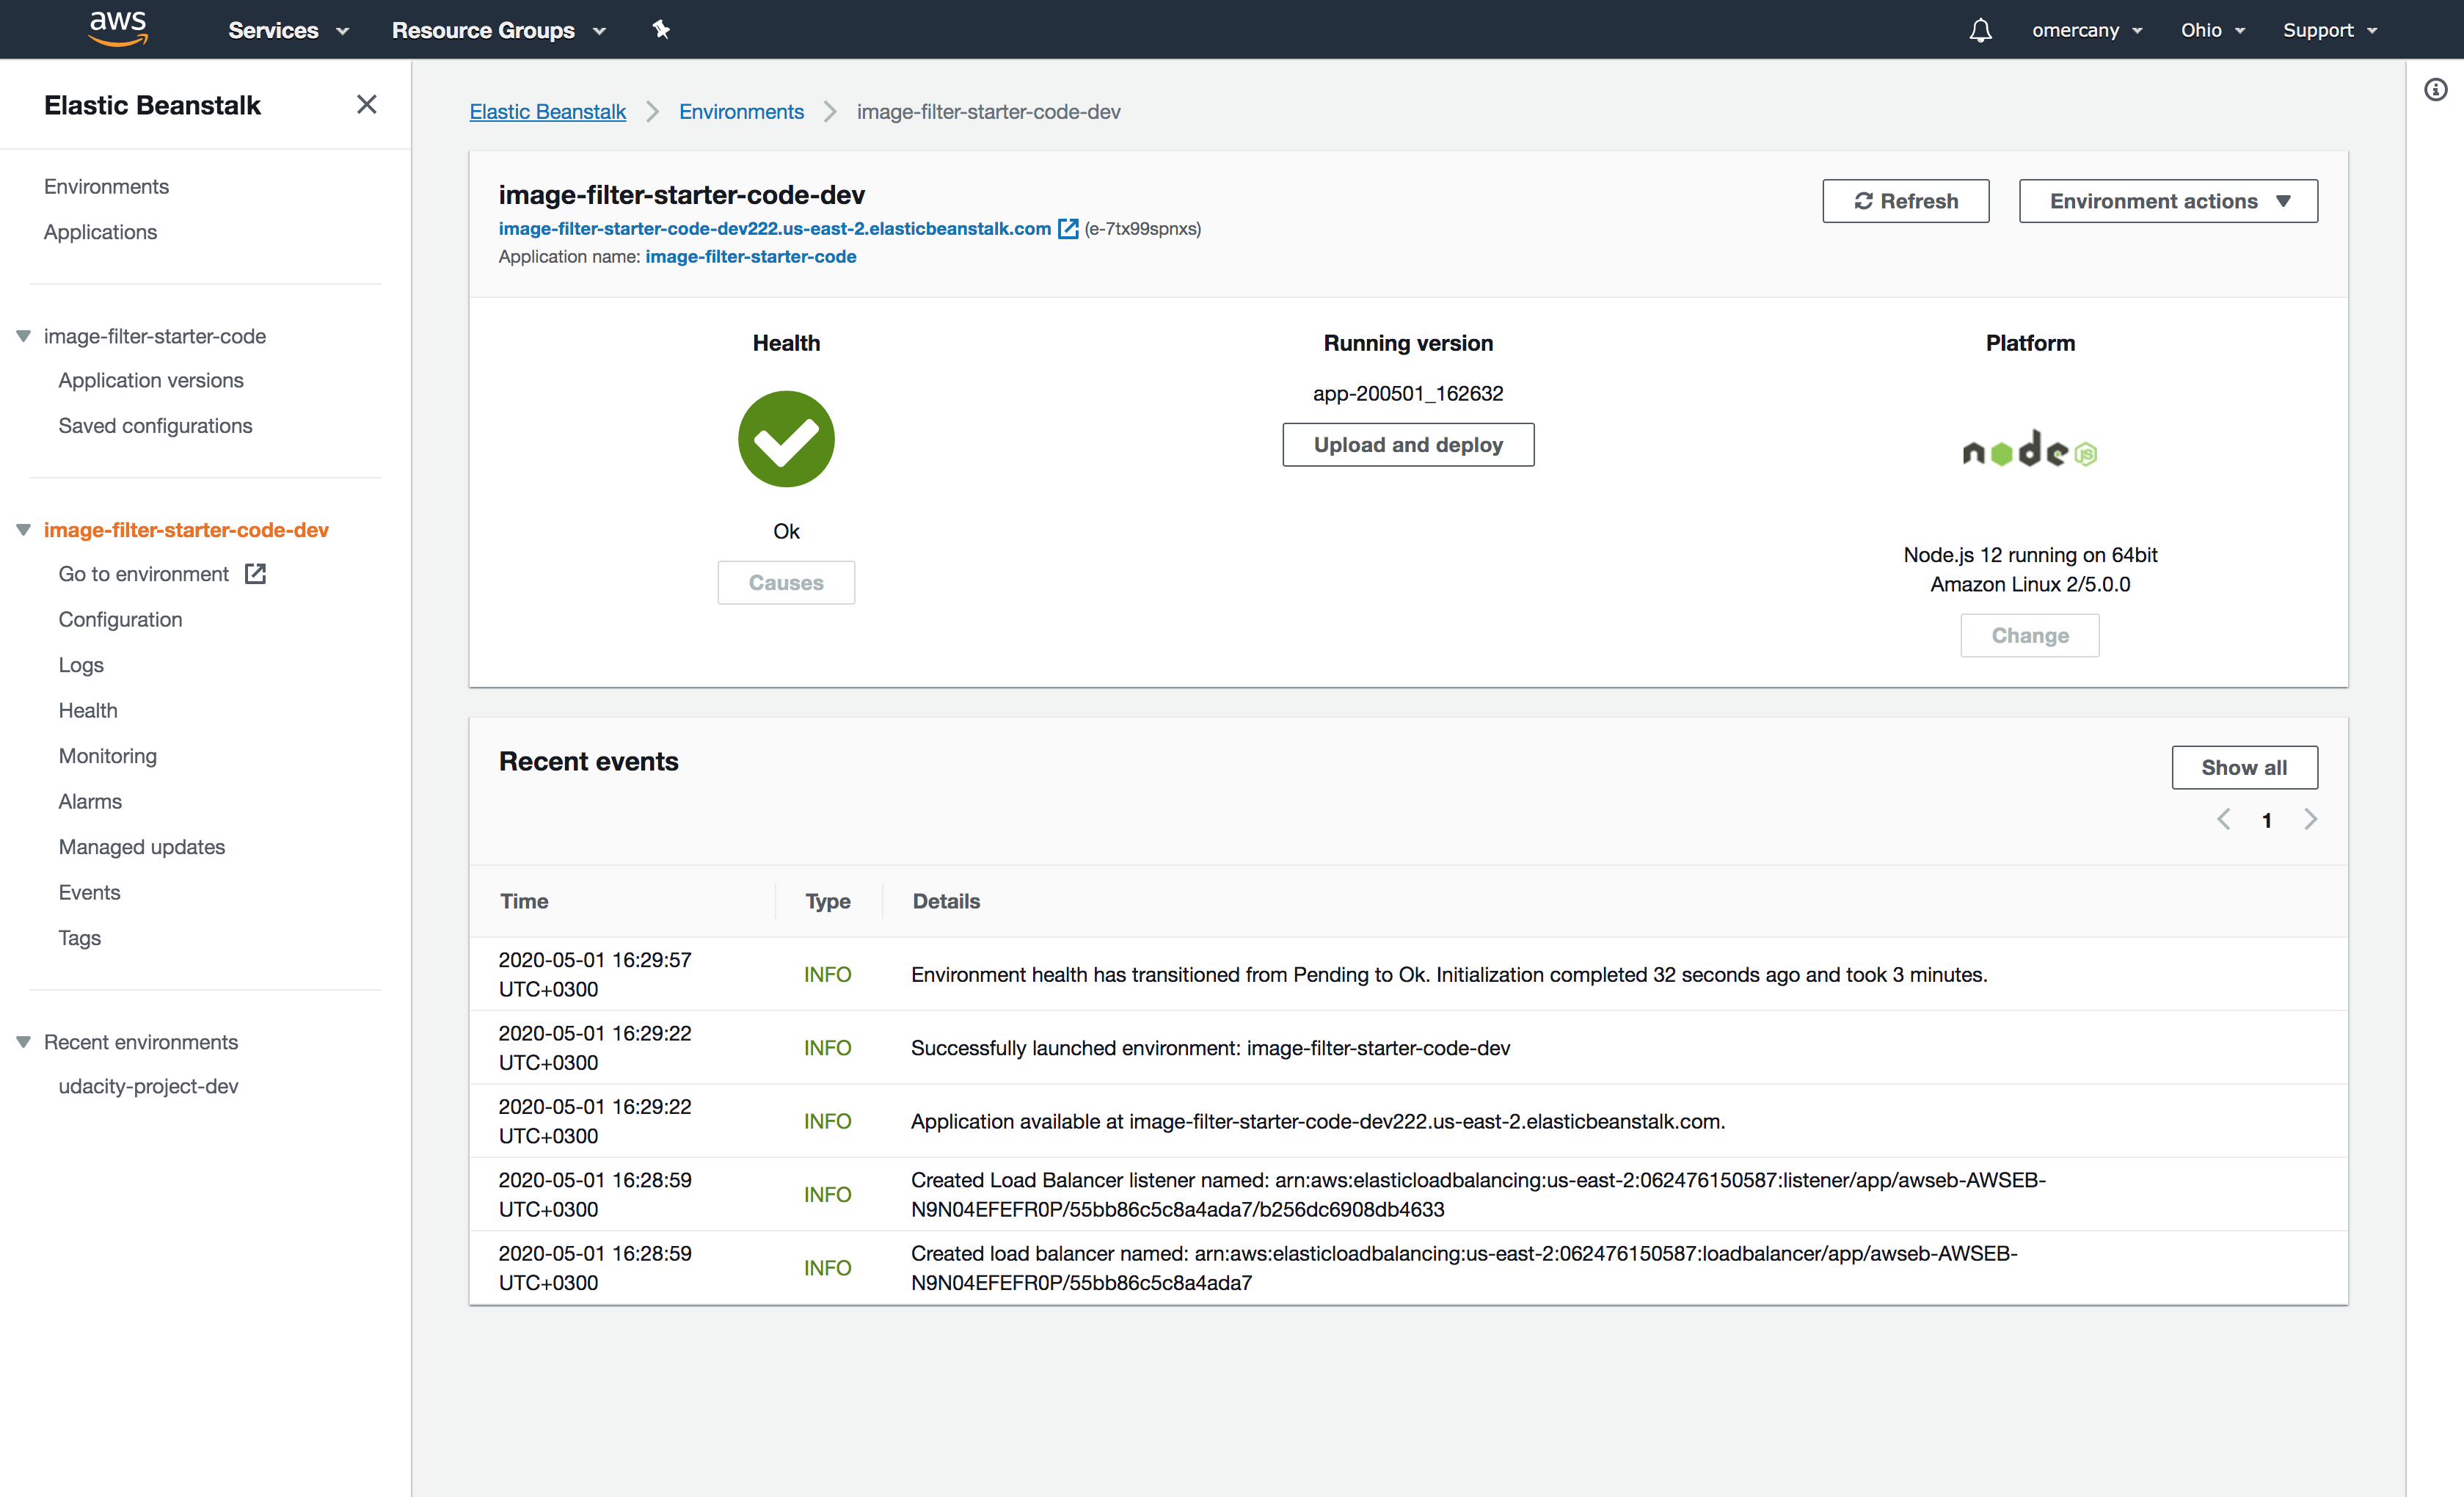 aws
Services
Resource Groups
omercany
Ohio
Support
Elastic Beanstalk
Environments
Applications
image-filter-starter-code
Application versions
Saved configurations
image-filter-starter-code-dev
Go to environment
Configuration
Logs
Health
Monitoring
Alarms
Managed updates
Events
Tags
Recent environments
udacity-project-dev
Elastic Beanstalk > Environments > image-filter-starter-code-dev
image-filter-starter-code-dev
image-filter-starter-code-dev222.us-east-2.elasticbeanstalk.com (e-7tx99spnxs)
Application name: image-filter-starter-code
Refresh
Environment actions
Health
Ok
Causes
Running version
app-200501_162632
Upload and deploy
Platform
node
JS
Node.js 12 running on 64bit
Amazon Linux 2/5.0.0
Change
Recent events
Show all
1
Time Type Details
2020-05-01 16:29:57
UTC+0300
INFO
Environment health has transitioned from Pending to Ok. Initialization completed 32 seconds ago and took 3 minutes.
2020-05-01 16:29:22
UTC+0300
INFO
Successfully launched environment: image-filter-starter-code-dev
2020-05-01 16:29:22
UTC+0300
INFO
Application available at image-filter-starter-code-dev222.us-east-2.elasticbeanstalk.com.
2020-05-01 16:28:59
UTC+0300
INFO
Created Load Balancer listener named: arn:aws:elasticloadbalancing:us-east-2:062476150587:listener/app/awseb-AWSEB-
N9N04EFEFR0P/55bb86c5c8a4ada7/b256dc6908db4633
2020-05-01 16:28:59
UTC+0300
INFO
Created load balancer named: arn:aws:elasticloadbalancing:us-east-2:062476150587:loadbalancer/app/awseb-AWSEB-
N9N04EFEFR0P/55bb86c5c8a4ada7